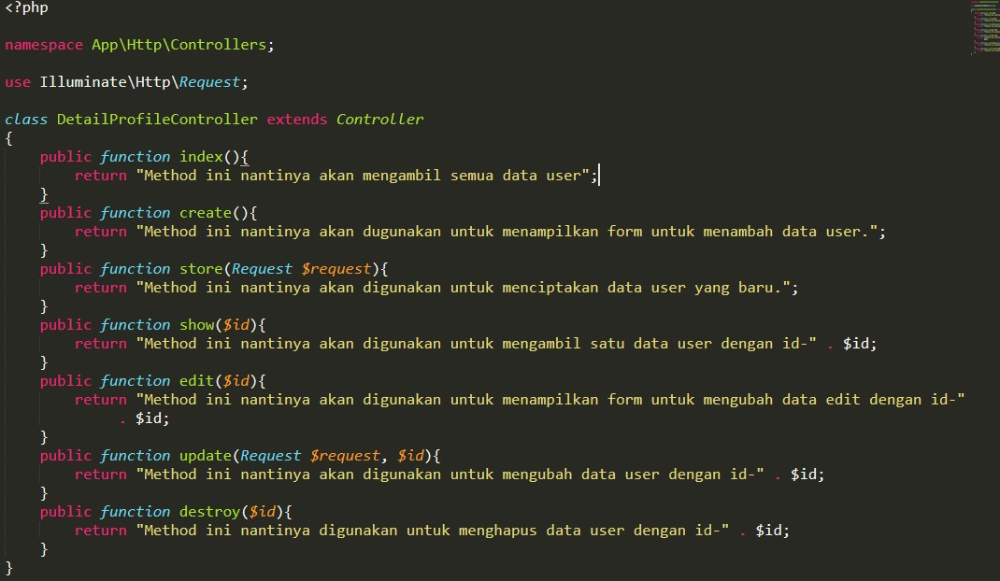 <?php
namespace App\Http\Controllers;
use Illuminate\Http\Request;
class DetailProfileController extends Controller
{
public function index(){
return "Method ini nantinya akan mengambil semua data user";
}
public function create(){
return "Method ini nantinya akan dugunakan untuk menampilkan form untuk menambah data user.";
}
public function store(Request $request){
return "Method ini nantinya akan digunakan untuk menciptakan data user yang baru.";
}
public function show($id){
return "Method ini nantinya akan digunakan untuk mengambil satu data user dengan id-" . $id;
}
public function edit($id){
return "Method ini nantinya akan digunakan untuk menampilkan form untuk mengubah data edit dengan id-"
. $id;
}
public function update(Request $request, $id){
return "Method ini nantinya akan digunakan untuk mengubah data user dengan id-" . $id;
}
public function destroy($id){
return "Method ini nantinya digunakan untuk menghapus data user dengan id-" . $id;
}
}